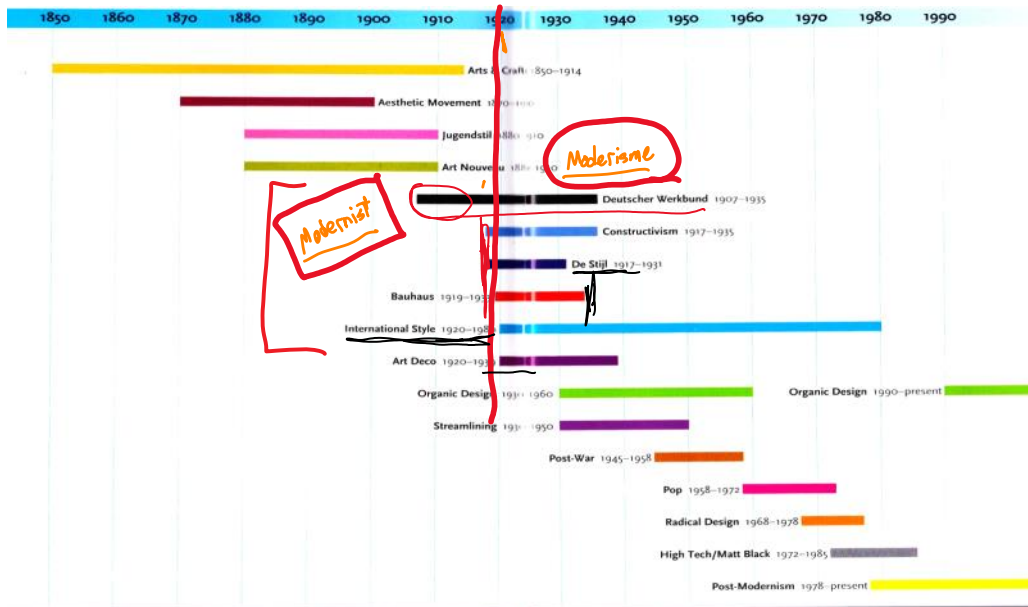 1850 1860 1870 1880 1890 1900 1910 1920 1930 1940 1950 1960 1970 1980 1990
Arts & Craft 1850–1914
Aesthetic Movement
Jugendstil
Moderisme
Art Nouveau
Deutscher Werkbund 1907–1935
Modernist
Constructivism 1917–1935
De Stijl 1917–1931
Bauhaus
International Style
Art Deco
Organic Design 1960
Organic Design 1990–present
Streamlining 1950
Post-War 1945–1958
Pop 1958–1972
Radical Design 1968–1978
High Tech/Matt Black 1972–1985
Post-Modernism 1978–present